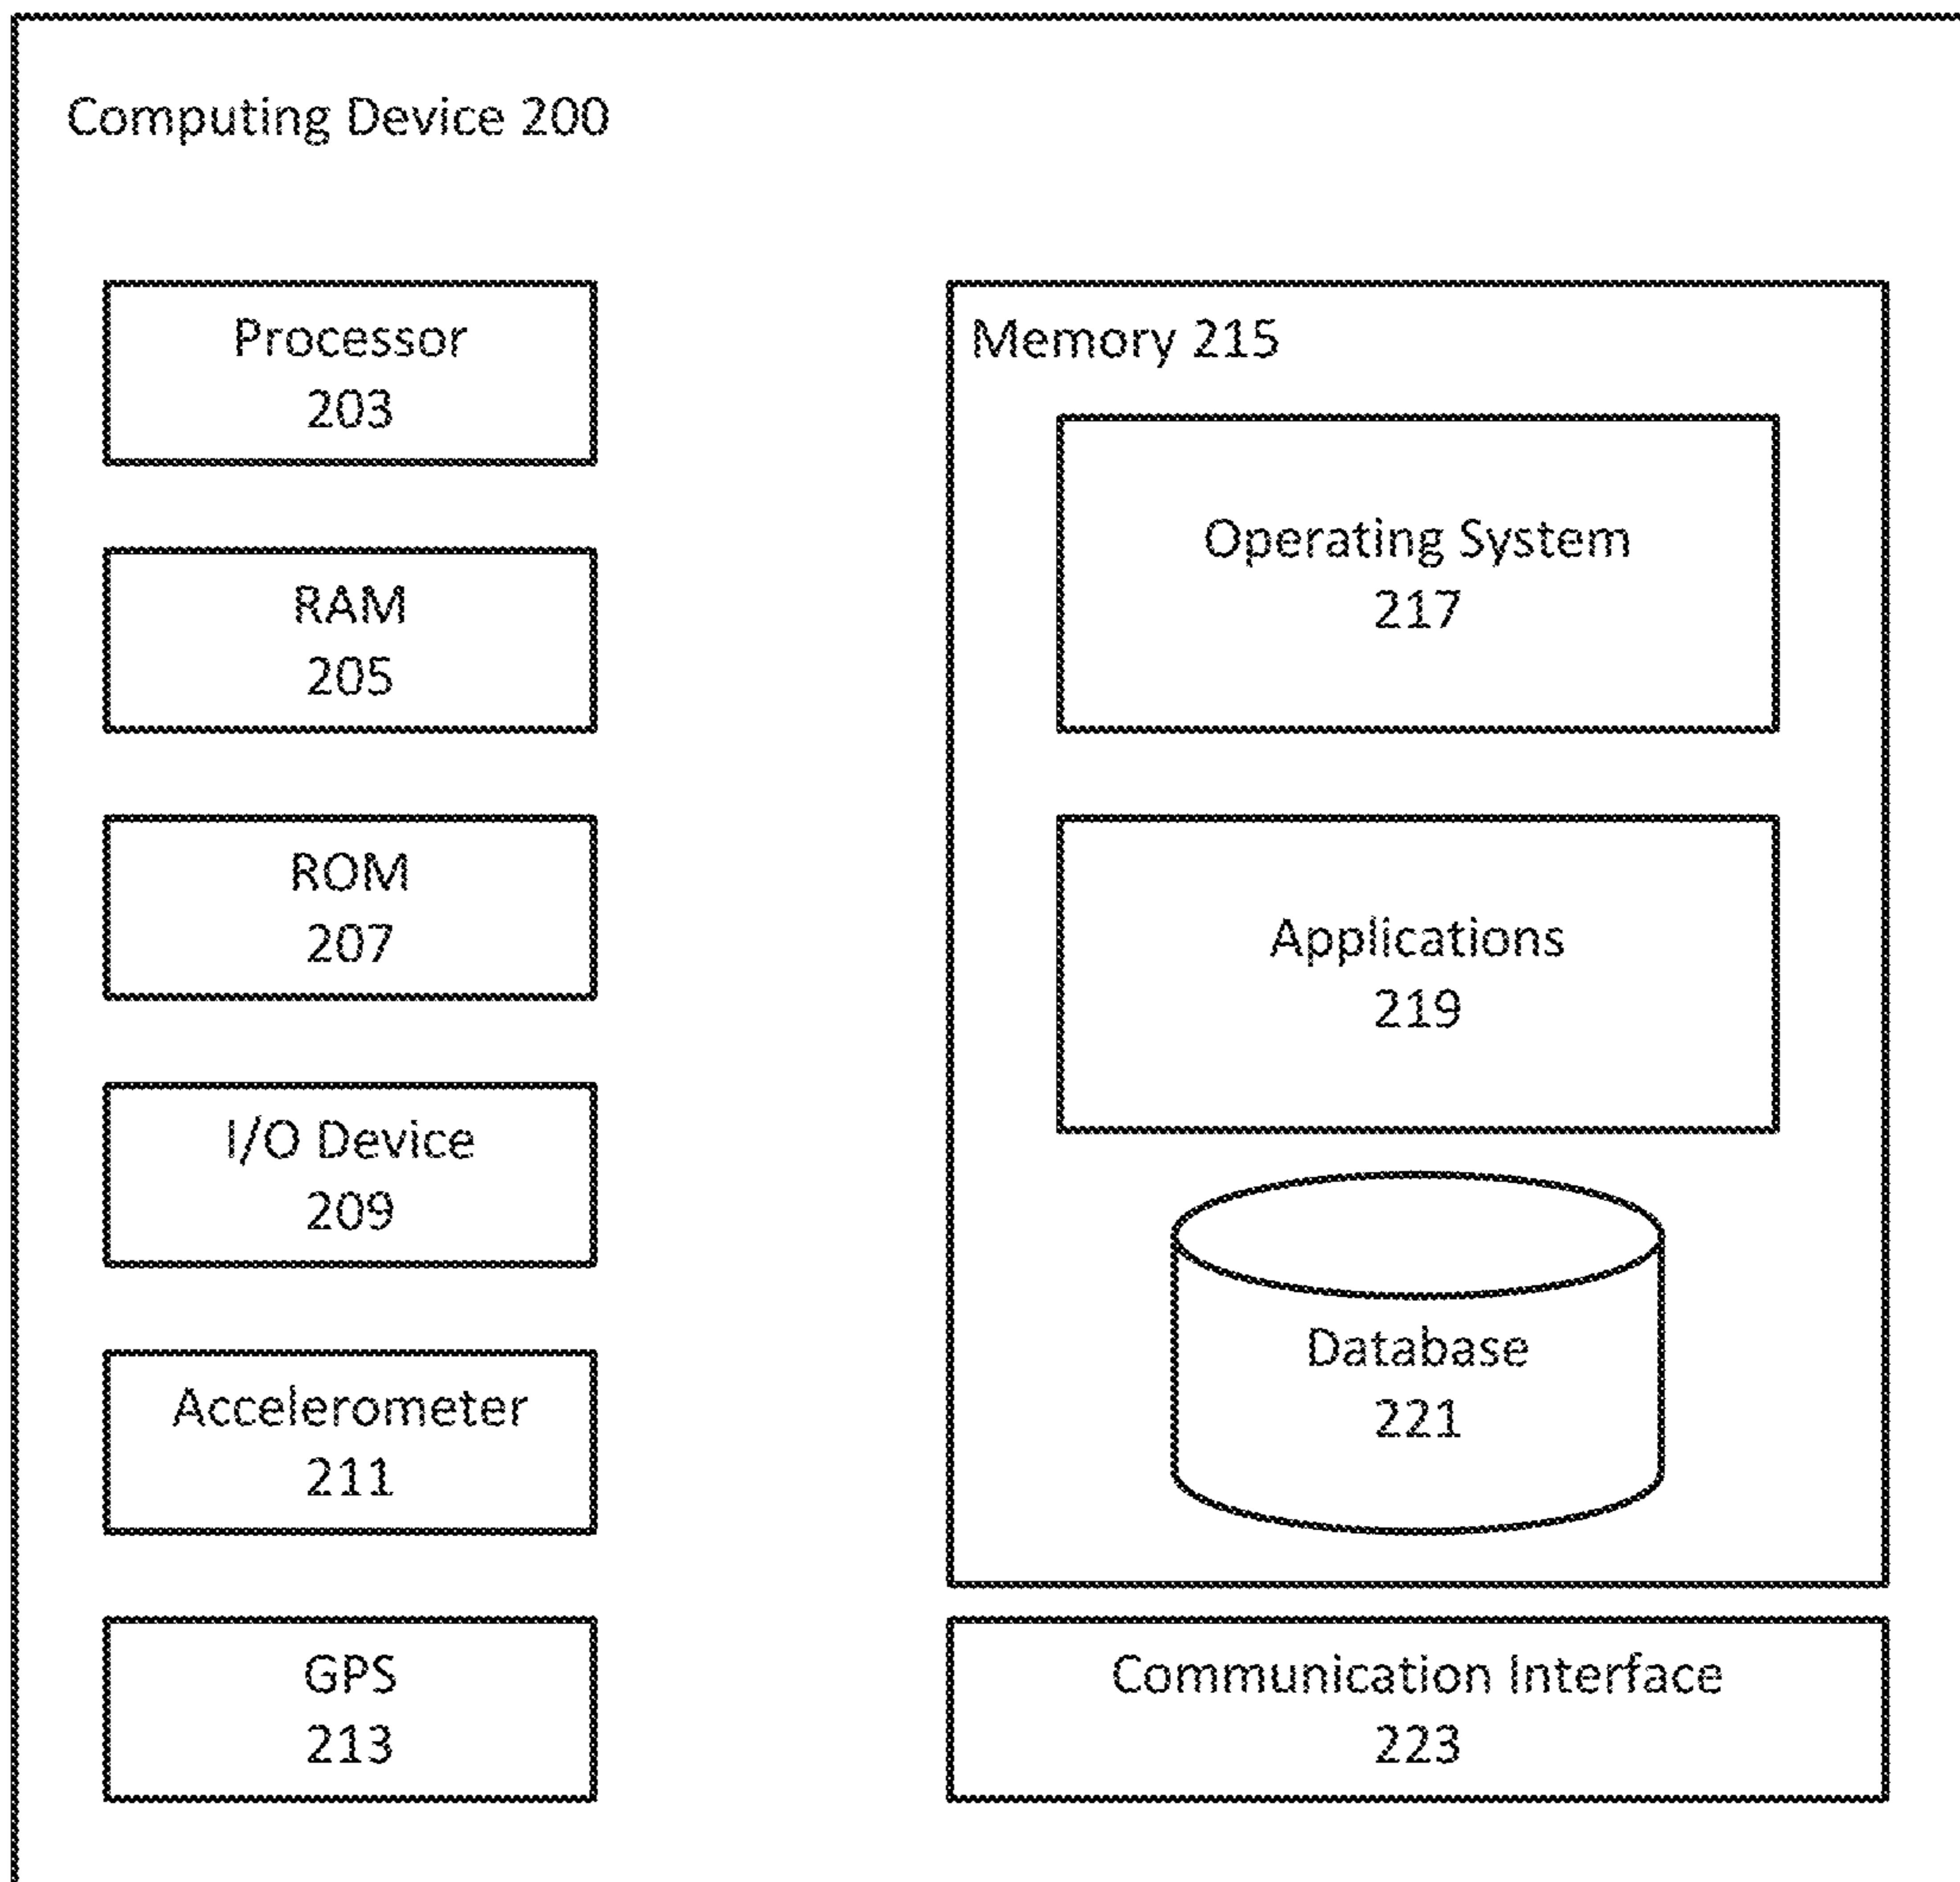 Computing Device 200
Processor
203
RAM
205
ROM
207
I/O Device
209
Accelerometer
211
GPS
213
Memory 215
Operating System
217
Applications
219
Database
221
Communication Interface
223